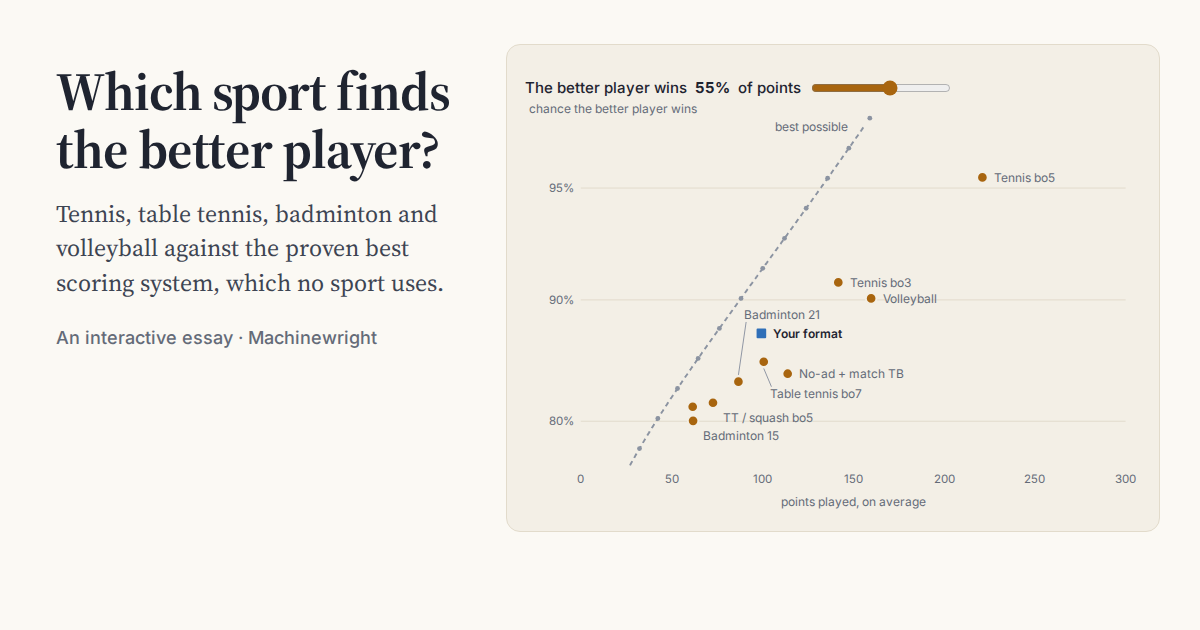 Which sport finds
the better player?
Tennis, table tennis, badminton and
volleyball against the proven best
scoring system, which no sport uses.
An interactive essay · Machinewright
The better player wins 55% of points
chance the better player wins
best possible
95%
Tennis bo5
Tennis bo3
90%
Volleyball
Badminton 21
Your format
No-ad + match TB
Table tennis bo7
80%
TT / squash bo5
Badminton 15
0 50 100 150 200 250 300
points played, on average